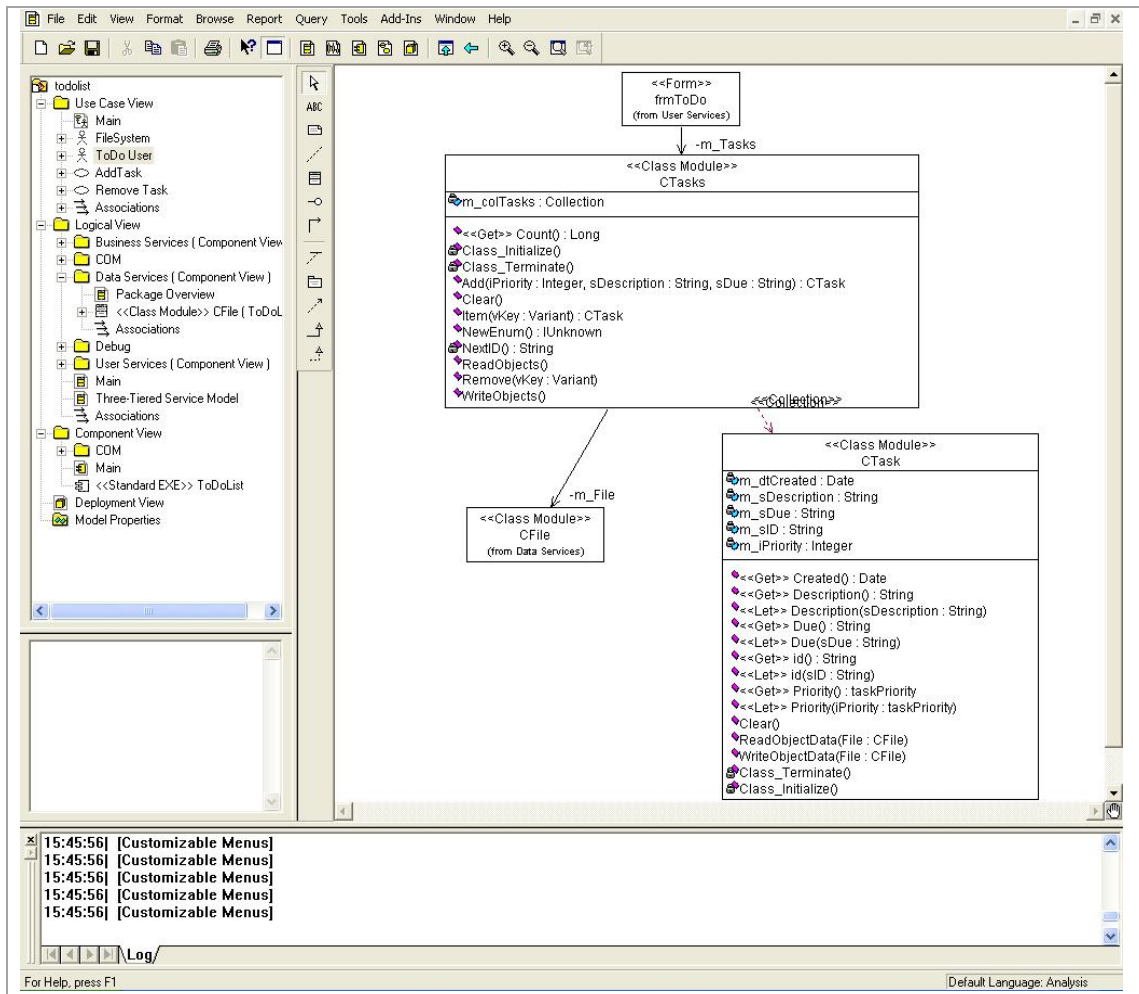 File Edit View Format Browse Report Query Tools Add-Ins Window Help
todolist
Use Case View
Main
FileSystem
ToDo User
AddTask
Remove Task
Associations
Logical View
Business Services ( Component View
COM
Data Services ( Component View )
Package Overview
<<Class Module>> CFile ( ToDoL
Associations
Debug
User Services ( Component View )
Main
Three-Tiered Service Model
Associations
Component View
COM
Main
<<Standard EXE>> ToDoList
Deployment View
Model Properties
ABC
<<Form>>
frmToDo
(from User Services)
-m_Tasks
<<Class Module>>
CTasks
m_colTasks : Collection
<<Get>> Count() : Long
Class_Initialize()
Class_Terminate()
Add(iPriority : Integer, sDescription : String, sDue : String) : CTask
Clear()
Item(vKey : Variant) : CTask
NewEnum() : IUnknown
NextID() : String
ReadObjects()
Remove(vKey : Variant)
WriteObjects()
<<Collection>>
<<Collection>>
-m_File
<<Class Module>>
CFile
(from Data Services)
<<Class Module>>
CTask
m_dtCreated : Date
m_sDescription : String
m_sDue : String
m_sID : String
m_iPriority : Integer
<<Get>> Created() : Date
<<Get>> Description() : String
<<Let>> Description(sDescription : String)
<<Get>> Due() : String
<<Let>> Due(sDue : String)
<<Get>> id() : String
<<Let>> id(sID : String)
<<Get>> Priority() : taskPriority
<<Let>> Priority(iPriority : taskPriority)
Clear()
ReadObjectData(File : CFile)
WriteObjectData(File : CFile)
Class_Terminate()
Class_Initialize()
15:45:56| [Customizable Menus]
15:45:56| [Customizable Menus]
15:45:56| [Customizable Menus]
15:45:56| [Customizable Menus]
15:45:56| [Customizable Menus]
Log
For Help, press F1
Default Language: Analysis